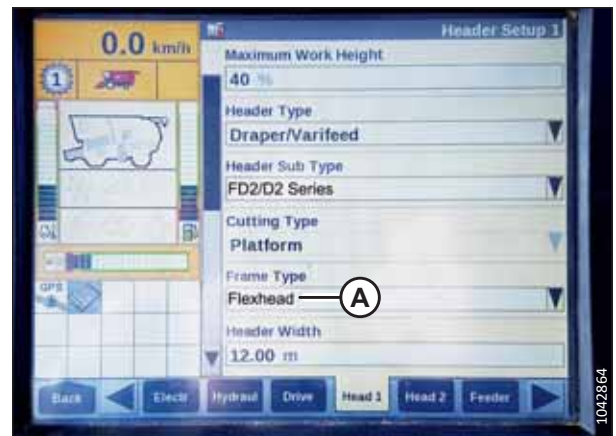 0.0 km/h
Header Setup 1
Maximum Work Height
40 %
1
Header Type
Draper/Varifeed
Header Sub Type
FD2/D2 Series
Cutting Type
Platform
Frame Type
Flexhead
A
GPS
Header Width
12.00 m
Back
Electr
Hydraul
Drive
Head 1
Head 2
Feeder
1042864